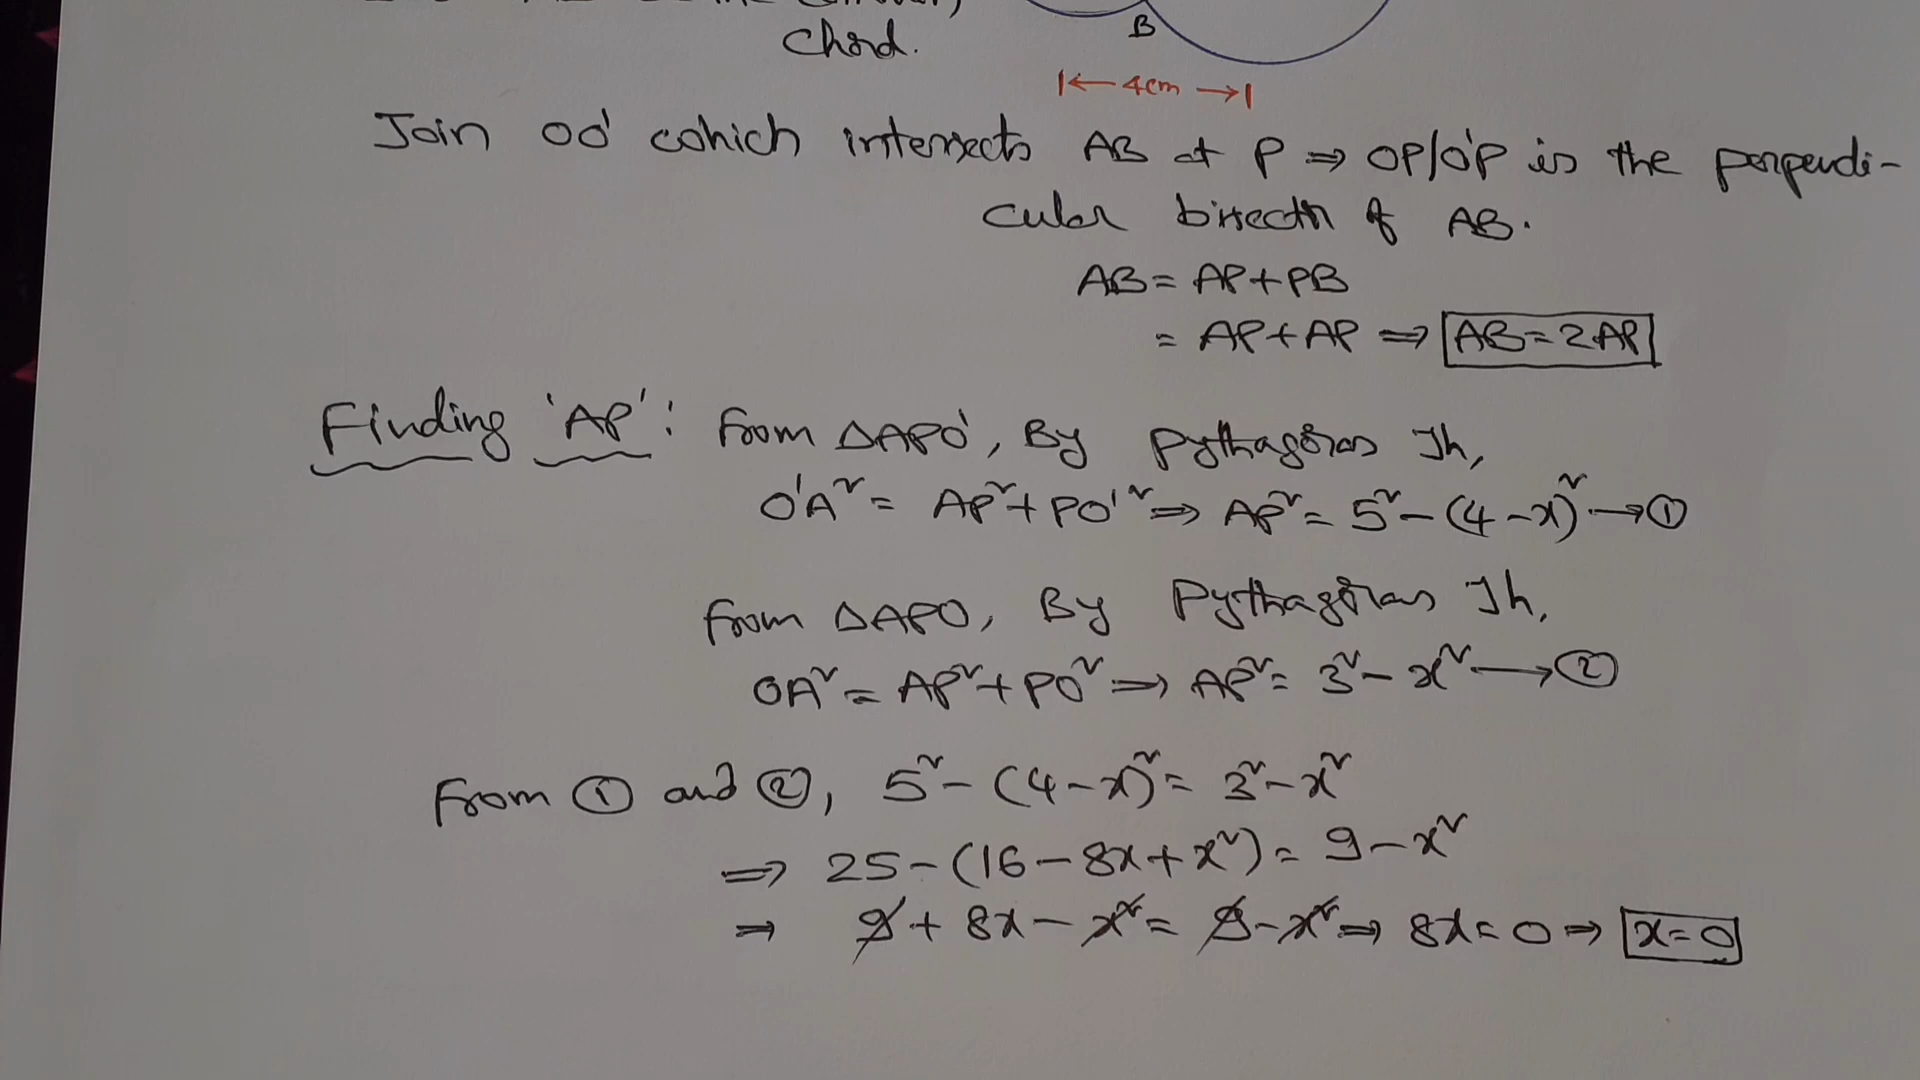 Chord.
B
4cm
Join OO' which intersects AB at P ⇒ OP/O'P is the perpendi-
cular bisector of AB.
AB = AP + PB
= AP + AP ⇒ AB = 2AP
Finding 'AP': From ΔAPO', By Pythagoras Th,
O'A² = AP² + PO'² ⇒ AP² = 5² - (4-x)² → ①
From ΔAPO, By Pythagoras Th,
OA² = AP² + PO² ⇒ AP² = 3² - x² → ②
From ① and ②, 5² - (4-x)² = 3² - x²
⇒ 25 - (16 - 8x + x²) = 9 - x²
⇒ 9 + 8x - x² = 9 - x² ⇒ 8x = 0 ⇒ x = 0